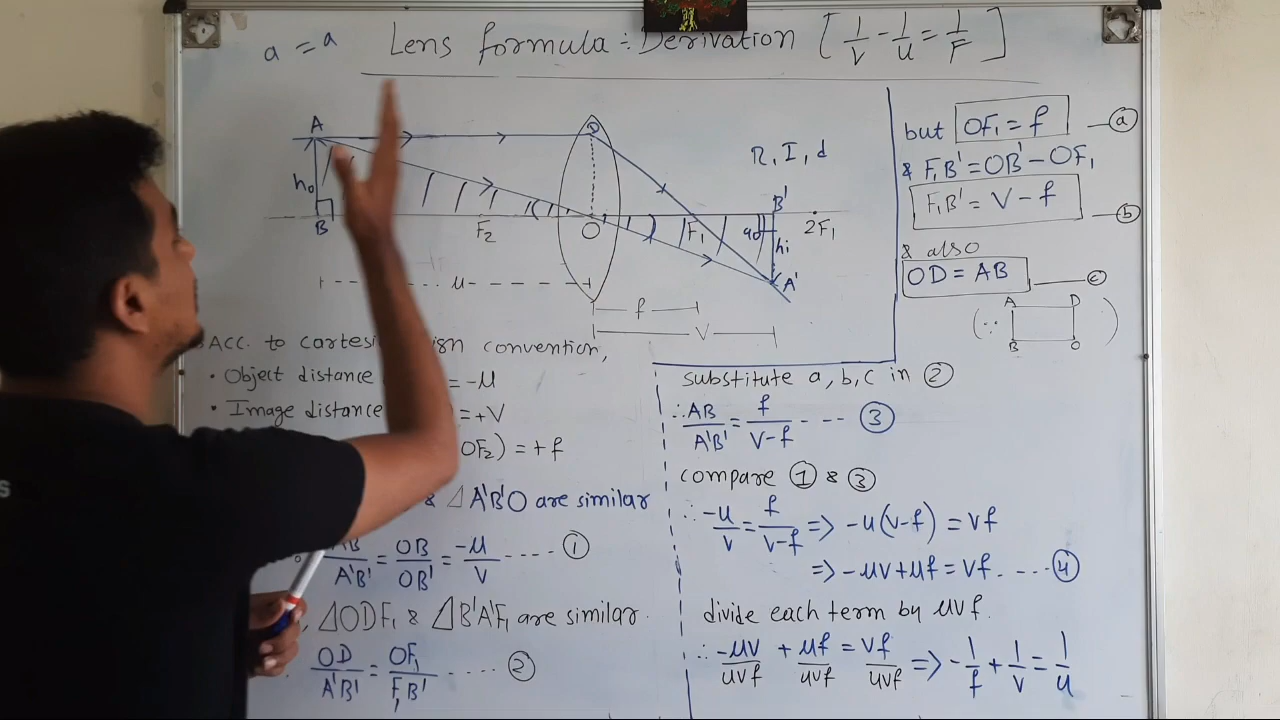 a = a
Lens formula ÷ Derivation [ 1/v - 1/u = 1/F ]
A
D
R, I, d
h₀
B'
B
F₂
O
F₁
90
hi
2F₁
A'
u
f
V
ACC. to cartesi ign convention,
• Object distance = -u
• Image distance = +V
OF₂) = +f
& △A'B'O are similar
AB/A'B' = OB/OB' = -u/v ---- ①
△ODF₁ & △B'A'F₁ are similar.
OD/A'B' = OF₁/F₁B' ---- ②
but OF₁ = f —ⓐ
& F₁B' = OB' - OF₁
F₁B' = V - f —ⓑ
& also
OD = AB —ⓒ
(∵ A D
B O )
substitute a, b, c in ②
∴ AB/A'B' = f/V-f ---- ③
compare ① & ③
∴ -u/v = f/v-f => -u(v-f) = vf
=> -uv+uf = vf. ---- ④
divide each term by uvf.
∴ -uv/uvf + uf/uvf = vf/uvf => -1/f + 1/v = 1/u